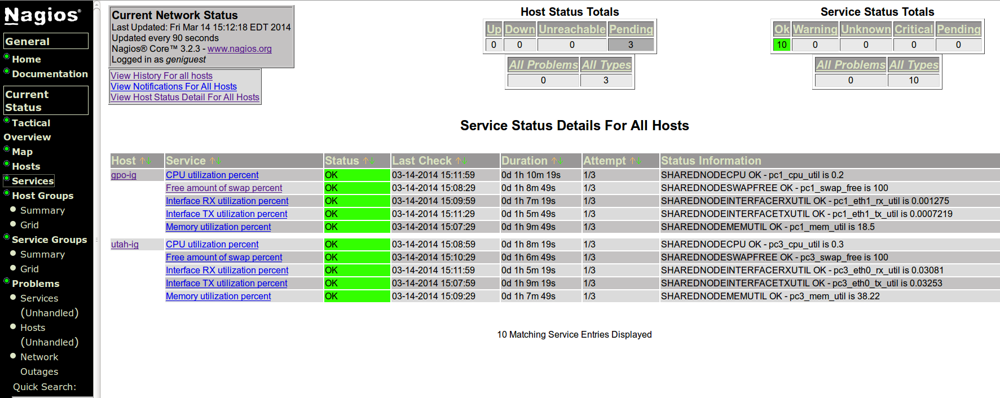 Nagios®
General
Home
Documentation
Current
Status
Tactical
Overview
Map
Hosts
Services
Host Groups
Summary
Grid
Service Groups
Summary
Grid
Problems
Services
(Unhandled)
Hosts
(Unhandled)
Network
Outages
Quick Search:
Current Network Status
Last Updated: Fri Mar 14 15:12:18 EDT 2014
Updated every 90 seconds
Nagios® Core™ 3.2.3 - www.nagios.org
Logged in as geniguest
View History For all hosts
View Notifications For All Hosts
View Host Status Detail For All Hosts
Host Status Totals
Up Down Unreachable Pending
0 0 0 3
All Problems All Types
0 3
Service Status Totals
Ok Warning Unknown Critical Pending
10 0 0 0 0
All Problems All Types
0 10
Service Status Details For All Hosts
Host Service Status Last Check Duration Attempt Status Information
gpo-ig CPU utilization percent OK 03-14-2014 15:11:59 0d 1h 10m 19s 1/3 SHAREDNODECPU OK - pc1_cpu_util is 0.2
Free amount of swap percent OK 03-14-2014 15:08:29 0d 1h 8m 49s 1/3 SHAREDNODESWAPFREE OK - pc1_swap_free is 100
Interface RX utilization percent OK 03-14-2014 15:09:59 0d 1h 7m 19s 1/3 SHAREDNODEINTERFACERXUTIL OK - pc1_eth1_rx_util is 0.001275
Interface TX utilization percent OK 03-14-2014 15:11:29 0d 1h 5m 49s 1/3 SHAREDNODEINTERFACETXUTIL OK - pc1_eth1_tx_util is 0.0007219
Memory utilization percent OK 03-14-2014 15:07:29 0d 1h 9m 49s 1/3 SHAREDNODEMEMUTIL OK - pc1_mem_util is 18.5
utah-ig CPU utilization percent OK 03-14-2014 15:08:59 0d 1h 8m 19s 1/3 SHAREDNODECPU OK - pc3_cpu_util is 0.3
Free amount of swap percent OK 03-14-2014 15:10:29 0d 1h 6m 49s 1/3 SHAREDNODESWAPFREE OK - pc3_swap_free is 100
Interface RX utilization percent OK 03-14-2014 15:11:59 0d 1h 5m 19s 1/3 SHAREDNODEINTERFACERXUTIL OK - pc3_eth0_rx_util is 0.03081
Interface TX utilization percent OK 03-14-2014 15:07:59 0d 1h 9m 19s 1/3 SHAREDNODEINTERFACETXUTIL OK - pc3_eth0_tx_util is 0.03253
Memory utilization percent OK 03-14-2014 15:09:29 0d 1h 7m 49s 1/3 SHAREDNODEMEMUTIL OK - pc3_mem_util is 38.22
10 Matching Service Entries Displayed